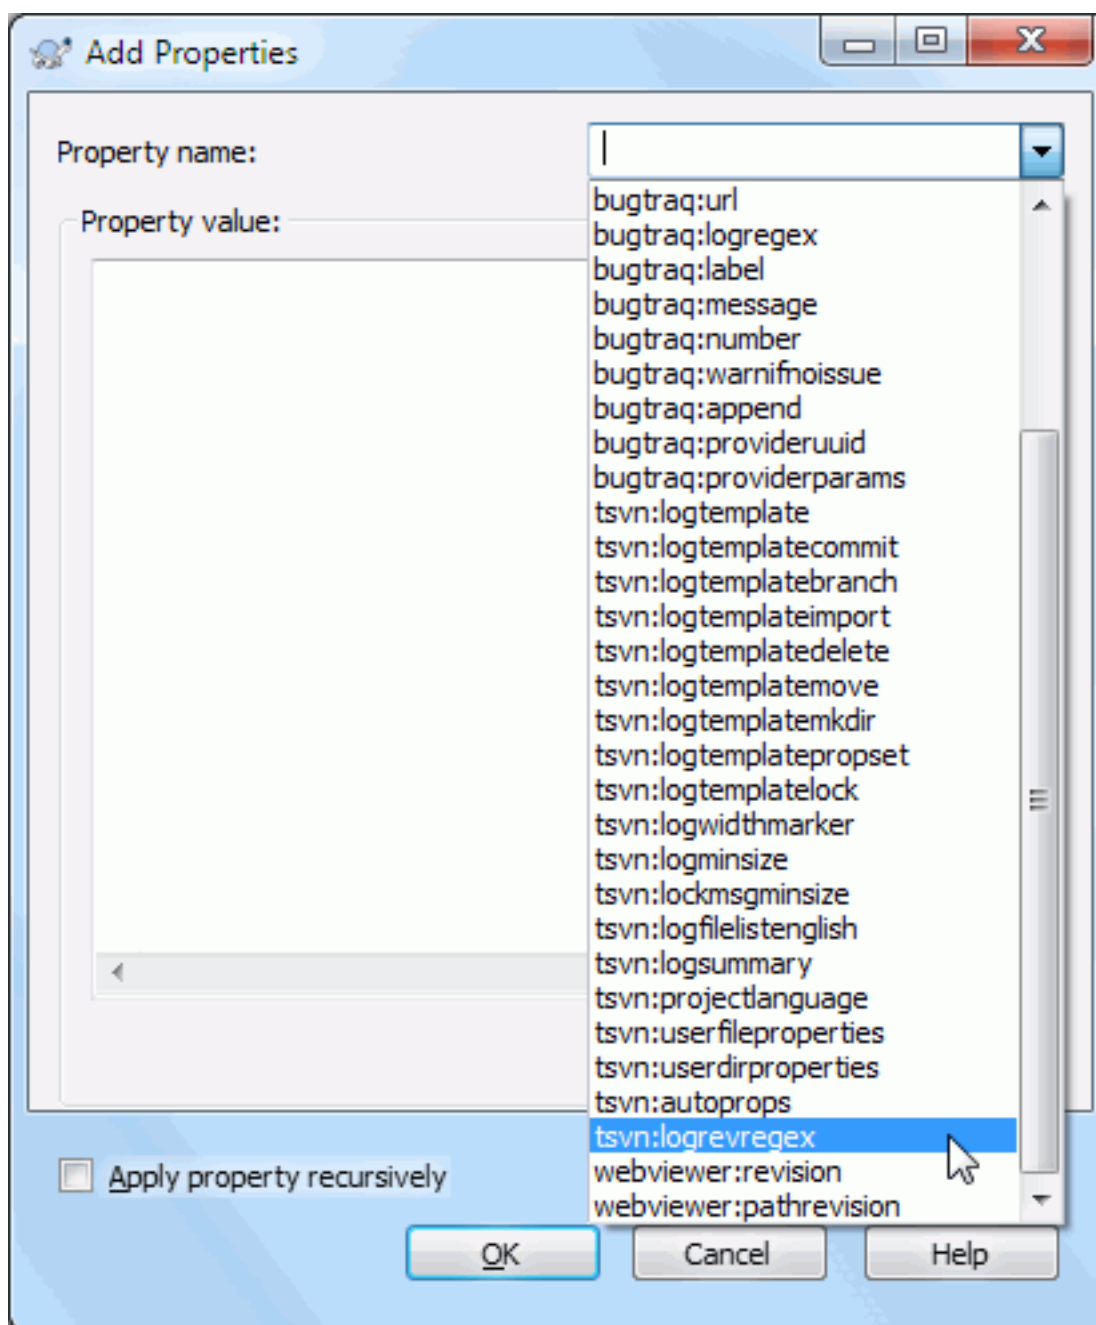 Add Properties
Property name:
Property value:
bugtraq:url
bugtraq:logregex
bugtraq:label
bugtraq:message
bugtraq:number
bugtraq:warnifnoissue
bugtraq:append
bugtraq:provideruuid
bugtraq:providerparams
tsvn:logtemplate
tsvn:logtemplatecommit
tsvn:logtemplatebranch
tsvn:logtemplateimport
tsvn:logtemplatedelete
tsvn:logtemplatemove
tsvn:logtemplatemkdir
tsvn:logtemplatepropset
tsvn:logtemplatelock
tsvn:logwidthmarker
tsvn:logminsize
tsvn:lockmsgminsize
tsvn:logfilelistenglish
tsvn:logsummary
tsvn:projectlanguage
tsvn:userfileproperties
tsvn:userdirproperties
tsvn:autoprops
tsvn:logrevregex
webviewer:revision
webviewer:pathrevision
Apply property recursively
OK Cancel Help